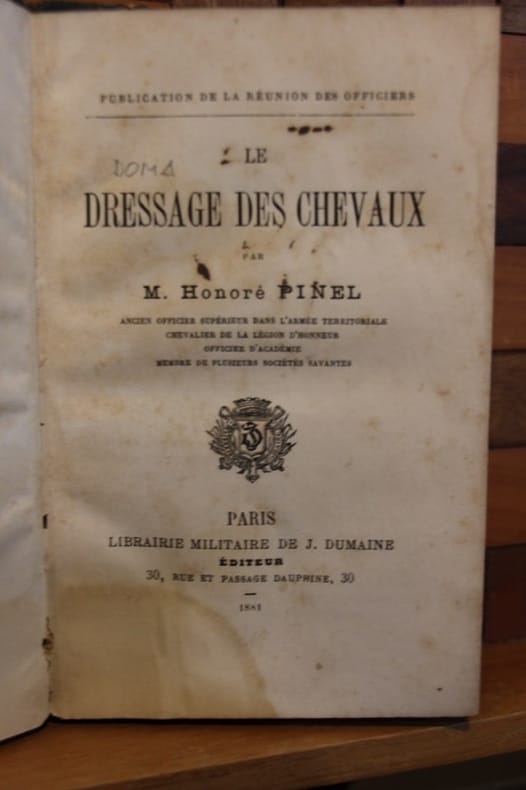 PUBLICATION DE LA RÉUNION DES OFFICIERS
LE
DOMA
DRESSAGE DES CHEVAUX
PAR
M. Honoré PINEL
ANCIEN OFFICIER SUPÉRIEUR DANS L'ARMÉE TERRITORIALE
CHEVALIER DE LA LÉGION D'HONNEUR
OFFICIER D'ACADÉMIE
MEMBRE DE PLUSIEURS SOCIÉTÉS SAVANTES
JD
PARIS
LIBRAIRIE MILITAIRE DE J. DUMAINE
ÉDITEUR
30, RUE ET PASSAGE DAUPHINE, 30
1881